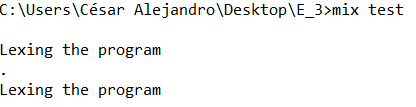 C:\Users\César Alejandro\Desktop\E_3>mix test
Lexing the program
.
Lexing the program